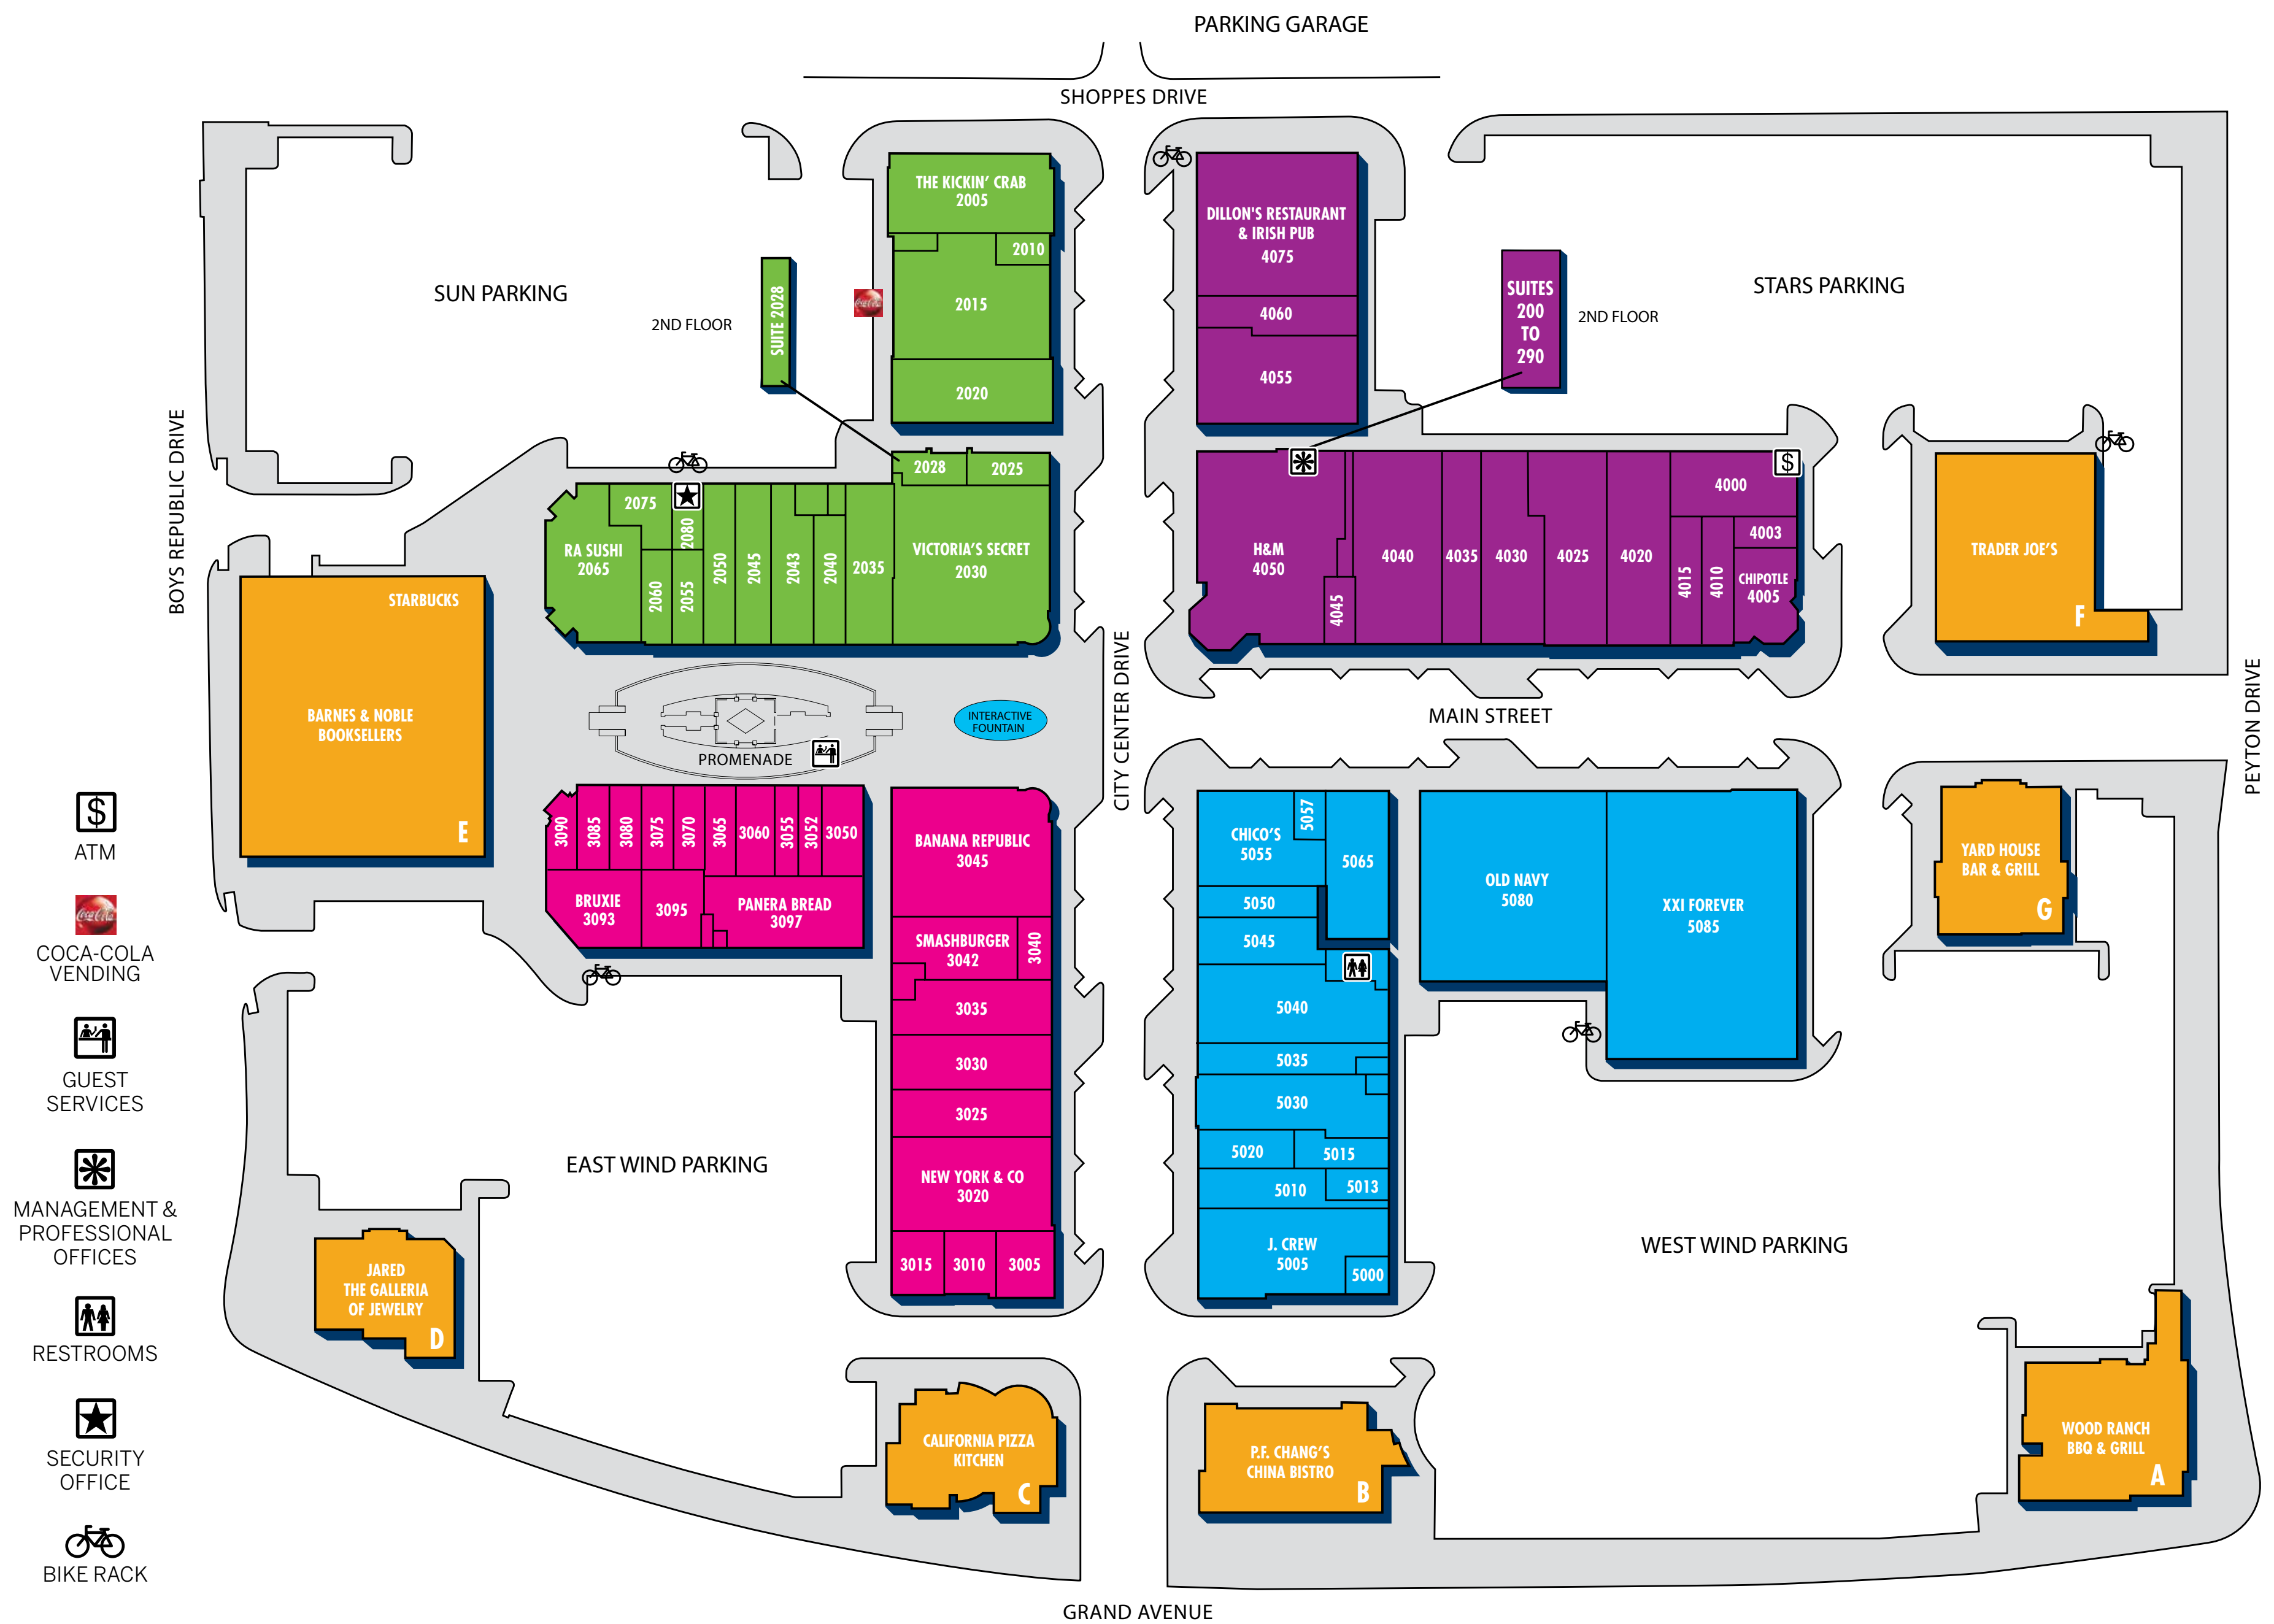 PARKING GARAGE
SHOPPES DRIVE
SUN PARKING
2ND FLOOR
SUITE 2028
THE KICKIN' CRAB
2005
2010
2015
2020
DILLON'S RESTAURANT
& IRISH PUB
4075
4060
4055
SUITES
200
TO
290
2ND FLOOR
STARS PARKING
BOYS REPUBLIC DRIVE
2028
2025
2075
2080
RA SUSHI
2065
2060
2055
2050
2045
2043
2040
2035
VICTORIA'S SECRET
2030
H&M
4050
4045
4040
4035
4030
4025
4020
4015
4010
4000
$
4003
CHIPOTLE
4005
TRADER JOE'S
F
STARBUCKS
BARNES & NOBLE
BOOKSELLERS
E
PROMENADE
INTERACTIVE
FOUNTAIN
CITY CENTER DRIVE
MAIN STREET
PEYTON DRIVE
3090
3085
3080
3075
3070
3065
3060
3055
3052
3050
BRUXIE
3093
3095
PANERA BREAD
3097
BANANA REPUBLIC
3045
SMASHBURGER
3042
3040
3035
3030
3025
NEW YORK & CO
3020
3015
3010
3005
CHICO'S
5055
5057
5065
5050
5045
5040
5035
5030
5020
5015
5010
5013
J. CREW
5005
5000
OLD NAVY
5080
XXI FOREVER
5085
YARD HOUSE
BAR & GRILL
G
EAST WIND PARKING
WEST WIND PARKING
JARED
THE GALLERIA
OF JEWELRY
D
CALIFORNIA PIZZA
KITCHEN
C
P.F. CHANG'S
CHINA BISTRO
B
WOOD RANCH
BBQ & GRILL
A
GRAND AVENUE
$
ATM
Coca-Cola
COCA-COLA
VENDING
GUEST
SERVICES
MANAGEMENT &
PROFESSIONAL
OFFICES
RESTROOMS
SECURITY
OFFICE
BIKE RACK
Coca-Cola